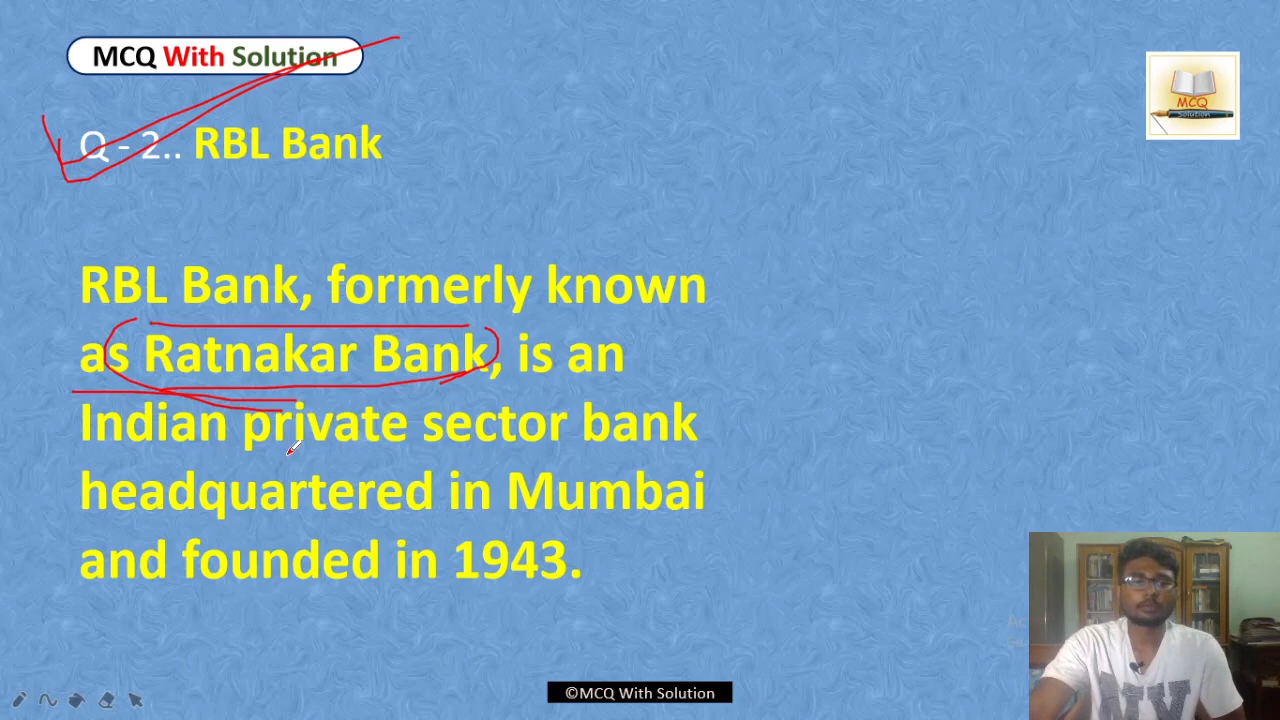 MCQ With Solution
MCQ
Solution
Q - 2.. RBL Bank
RBL Bank, formerly known
as Ratnakar Bank, is an
Indian private sector bank
headquartered in Mumbai
and founded in 1943.
©MCQ With Solution